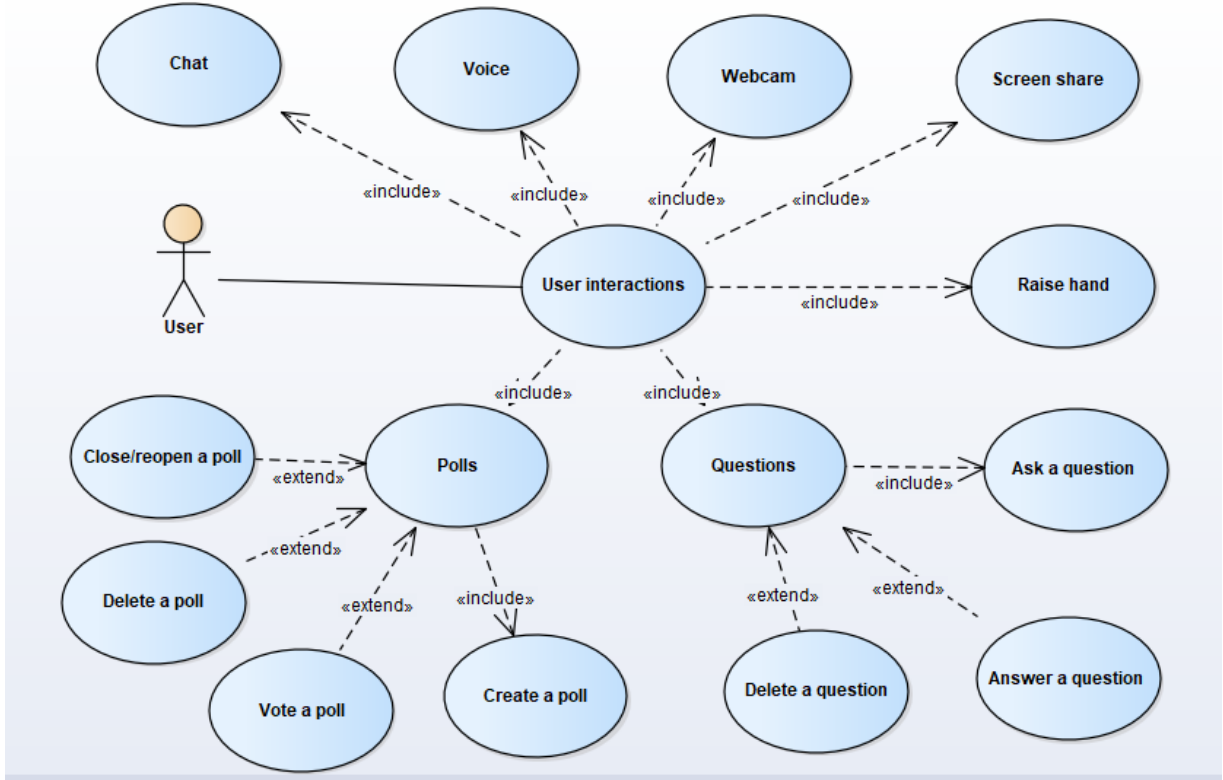 Chat
Voice
Webcam
Screen share
«include»
«include»
«include»
«include»
User
User interactions
«include»
Raise hand
«include»
«include»
Close/reopen a poll
«extend»
Polls
Questions
«include»
Ask a question
«extend»
Delete a poll
«extend»
«include»
«extend»
«extend»
Vote a poll
Create a poll
Delete a question
Answer a question